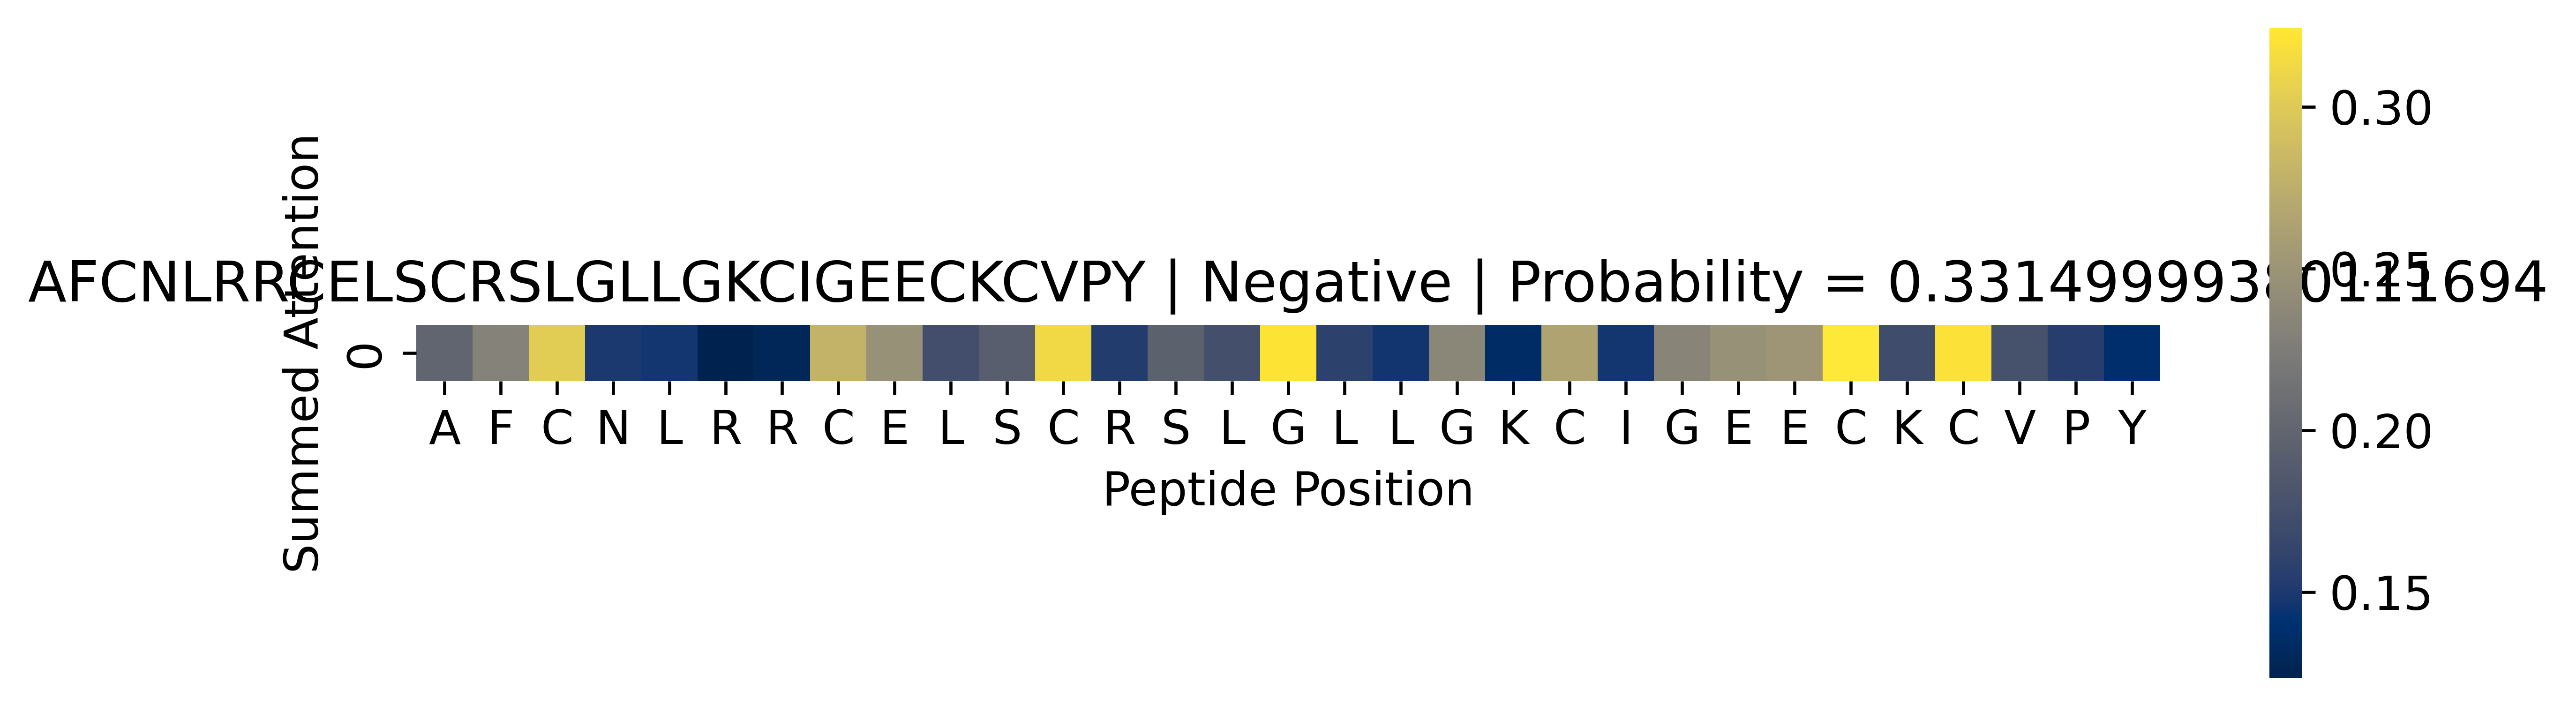 AFCNLRRCELSCRSLGLLGKCIGEECKCVPY | Negative | Probability = 0.3314999938011694
Summed Attention
0
A F C N L R R C E L S C R S L G L L G K C I G E E C K C V P Y
Peptide Position
0.30
0.25
0.20
0.15